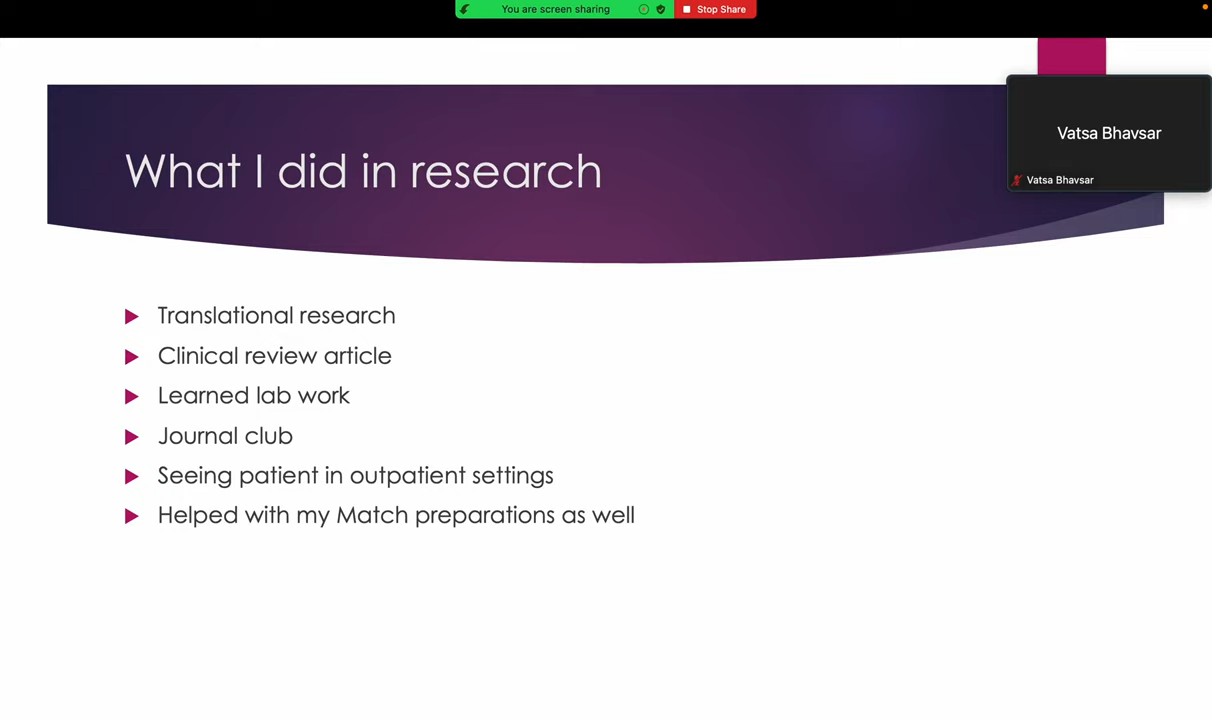 You are screen sharing
Stop Share
What I did in research
Vatsa Bhavsar
Vatsa Bhavsar
Translational research
Clinical review article
Learned lab work
Journal club
Seeing patient in outpatient settings
Helped with my Match preparations as well